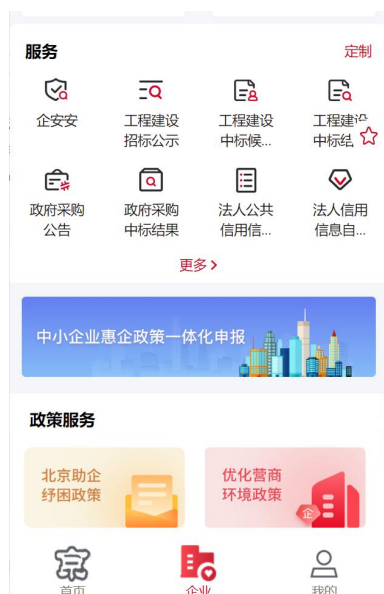 服务
定制
企安安
工程建设
招标公示
工程建设
中标候...
工程建设
中标结
政府采购
公告
政府采购
中标结果
法人公共
信用信...
法人信用
信息自...
更多
中小企业惠企政策一体化申报
政策服务
北京助企
纾困政策
优化营商
环境政策
企
京
首页
企业
我的